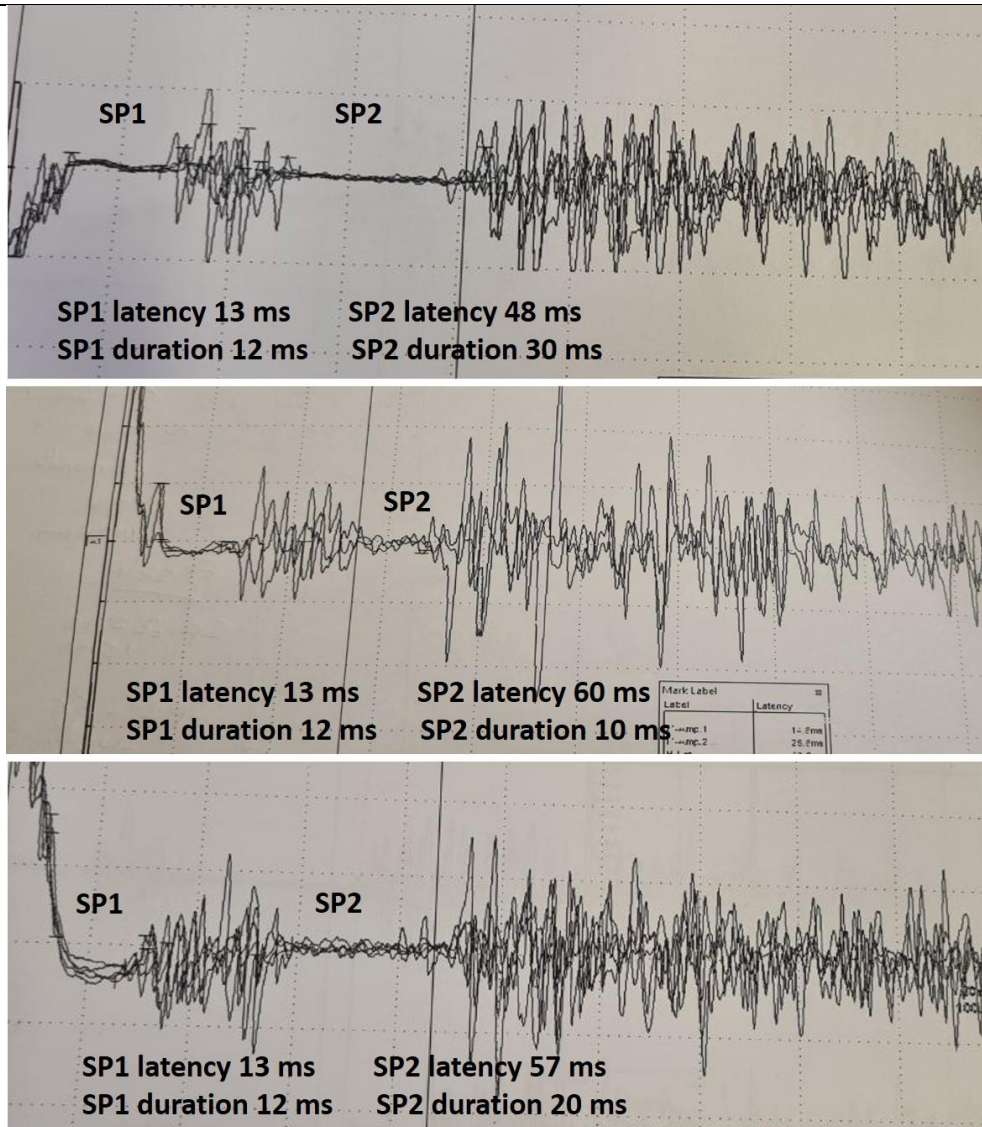 SP1 SP2
SP1 latency 13 ms SP2 latency 48 ms
SP1 duration 12 ms SP2 duration 30 ms
SP1 SP2
SP1 latency 13 ms SP2 latency 60 ms
SP1 duration 12 ms SP2 duration 10 ms
Mark Label
Label Latency
SP1 SP2
SP1 latency 13 ms SP2 latency 57 ms
SP1 duration 12 ms SP2 duration 20 ms